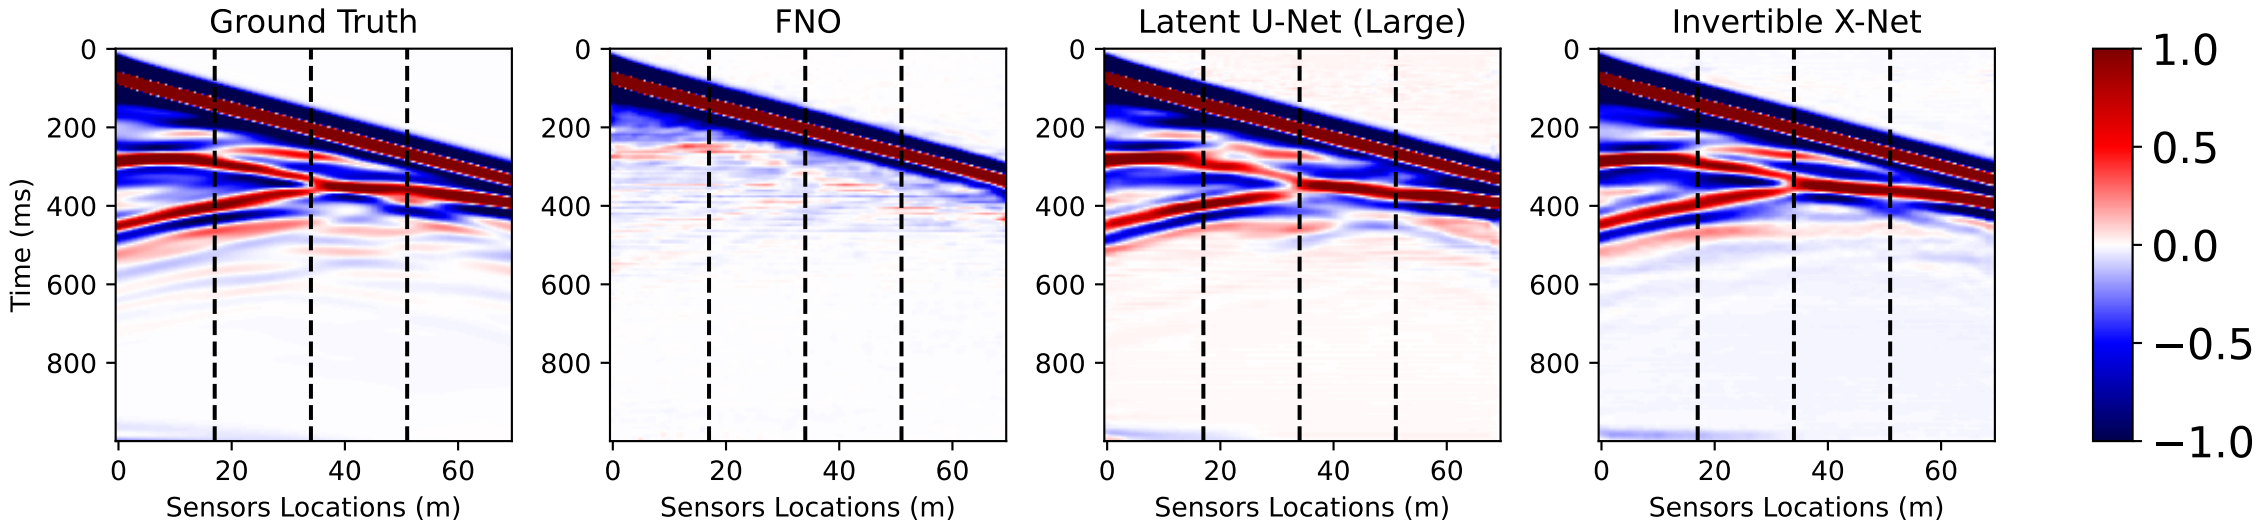 Ground Truth
FNO
Latent U-Net (Large)
Invertible X-Net
Time (ms)
0
200
400
600
800
0
200
400
600
800
0
200
400
600
800
0
200
400
600
800
0 20 40 60
0 20 40 60
0 20 40 60
0 20 40 60
Sensors Locations (m)
Sensors Locations (m)
Sensors Locations (m)
Sensors Locations (m)
1.0
0.5
0.0
−0.5
−1.0